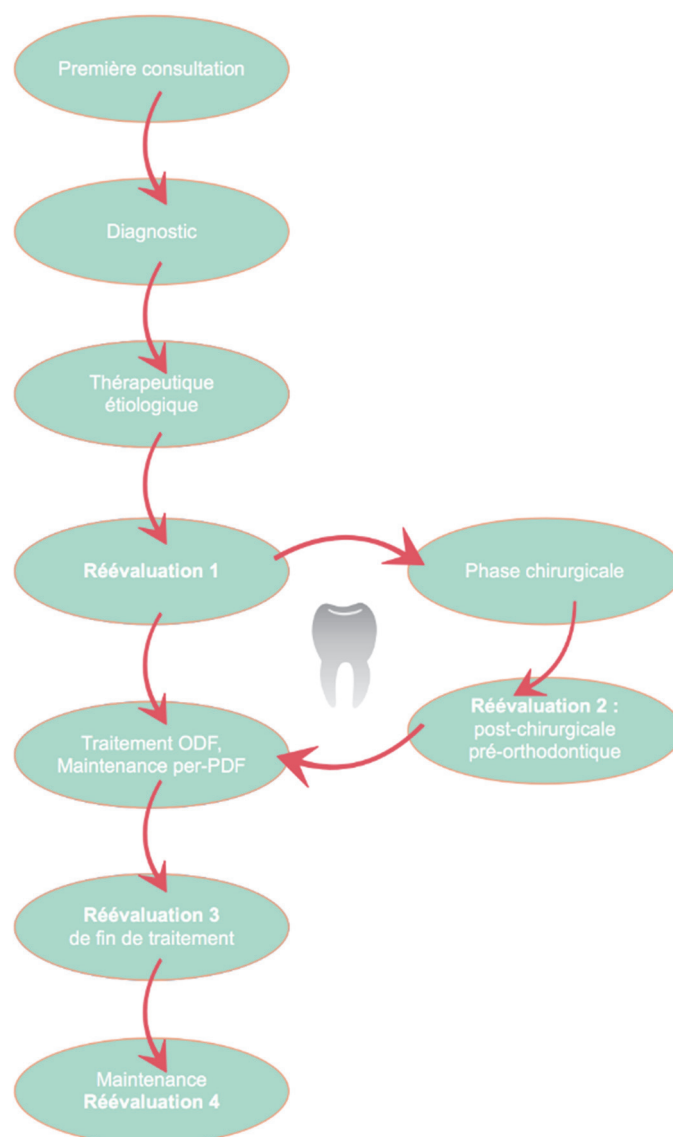 Première consultation
Diagnostic
Thérapeutique
étiologique
Réévaluation 1
Phase chirurgicale
Réévaluation 2 :
post-chirurgicale
pré-orthodontique
Traitement ODF,
Maintenance per-PDF
Réévaluation 3
de fin de traitement
Maintenance
Réévaluation 4